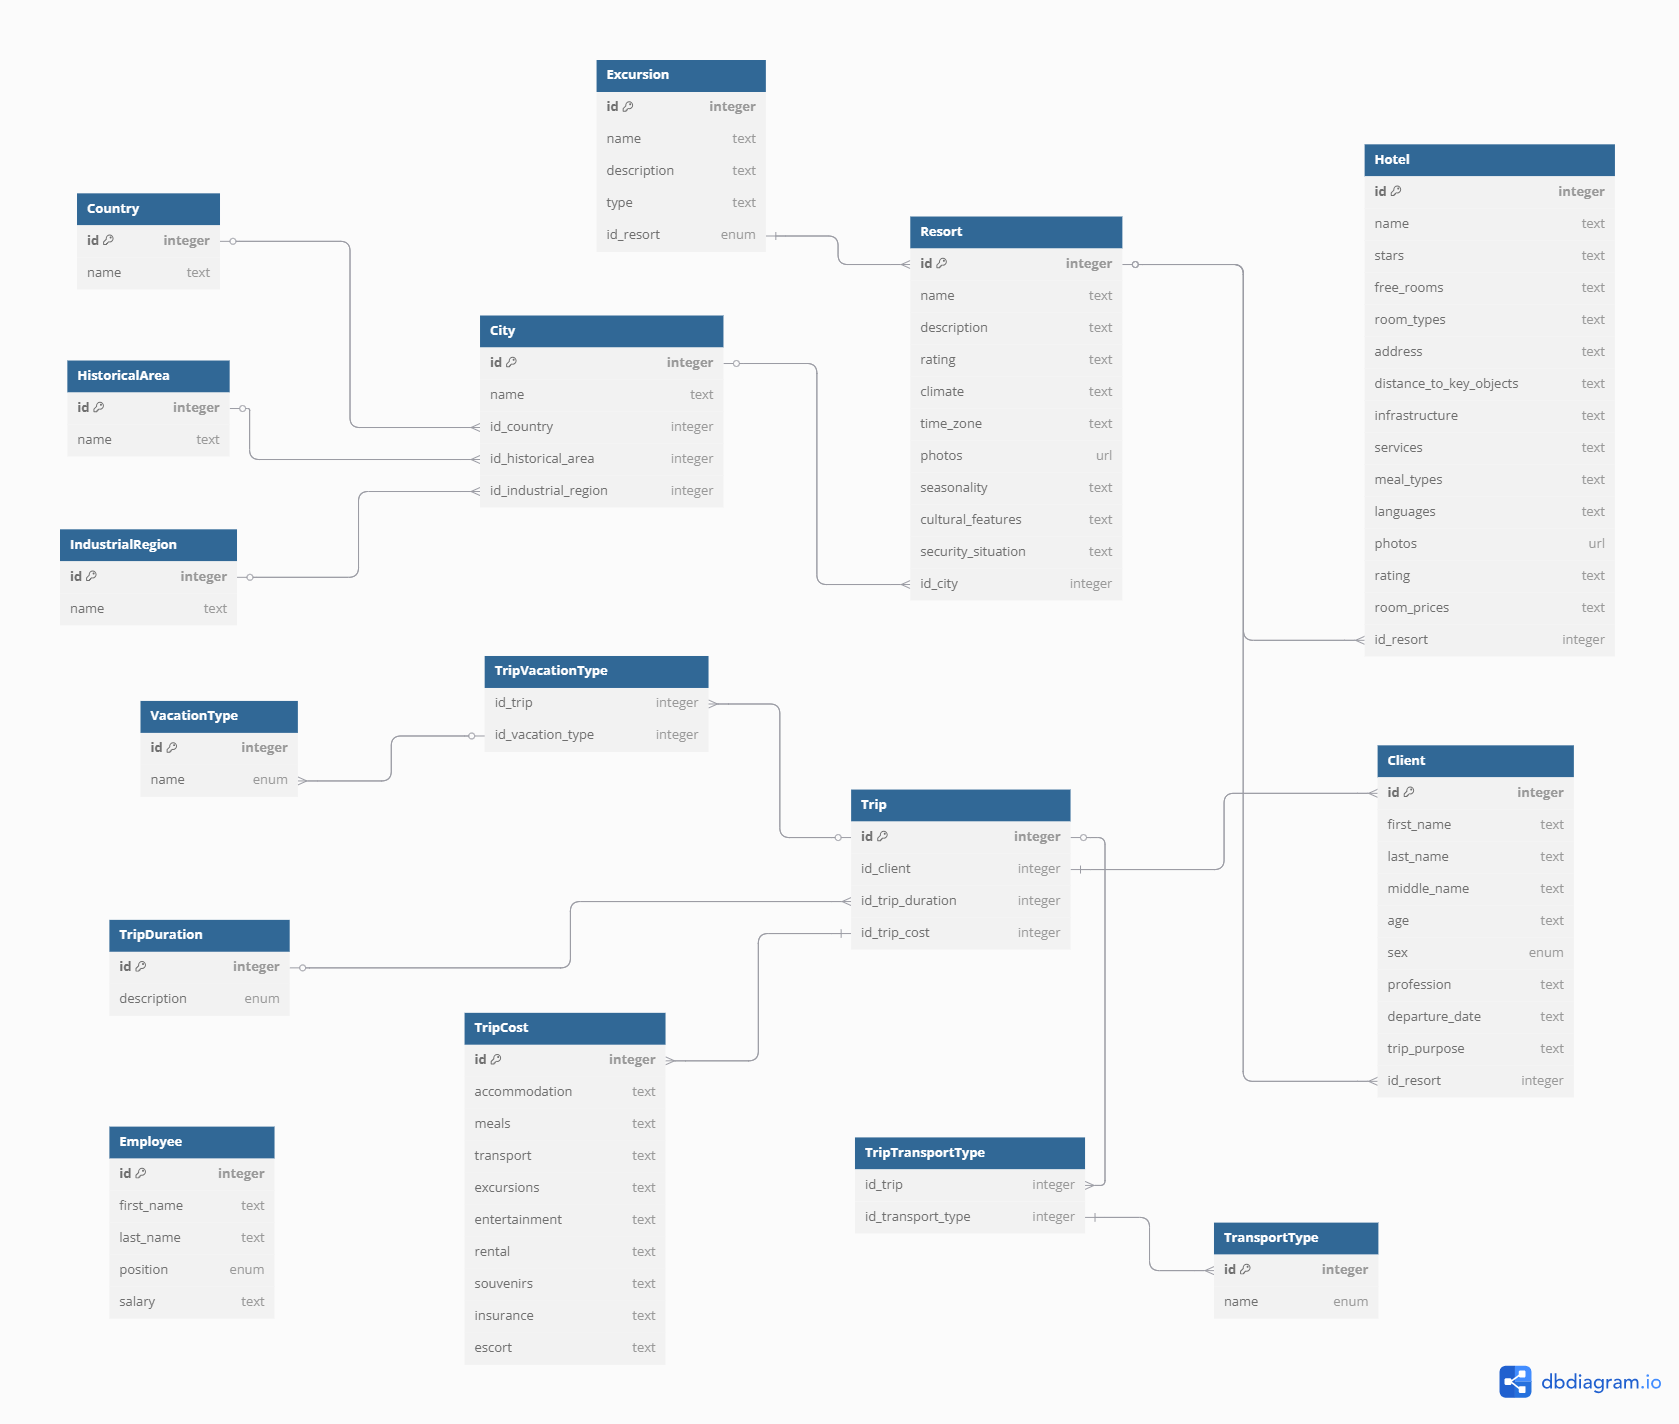 Excursion
id integer
name text
description text
type text
id_resort enum
Hotel
id integer
name text
stars text
free_rooms text
room_types text
address text
distance_to_key_objects text
infrastructure text
services text
meal_types text
languages text
photos url
rating text
room_prices text
id_resort integer
Country
id integer
name text
Resort
id integer
name text
description text
rating text
climate text
time_zone text
photos url
seasonality text
cultural_features text
security_situation text
id_city integer
City
id integer
name text
id_country integer
id_historical_area integer
id_industrial_region integer
HistoricalArea
id integer
name text
IndustrialRegion
id integer
name text
TripVacationType
id_trip integer
id_vacation_type integer
VacationType
id integer
name enum
Client
id integer
first_name text
last_name text
middle_name text
age text
sex enum
profession text
departure_date text
trip_purpose text
id_resort integer
Trip
id integer
id_client integer
id_trip_duration integer
id_trip_cost integer
TripDuration
id integer
description enum
TripCost
id integer
accommodation text
meals text
transport text
excursions text
entertainment text
rental text
souvenirs text
insurance text
escort text
Employee
id integer
first_name text
last_name text
position enum
salary text
TripTransportType
id_trip integer
id_transport_type integer
TransportType
id integer
name enum
dbdiagram.io